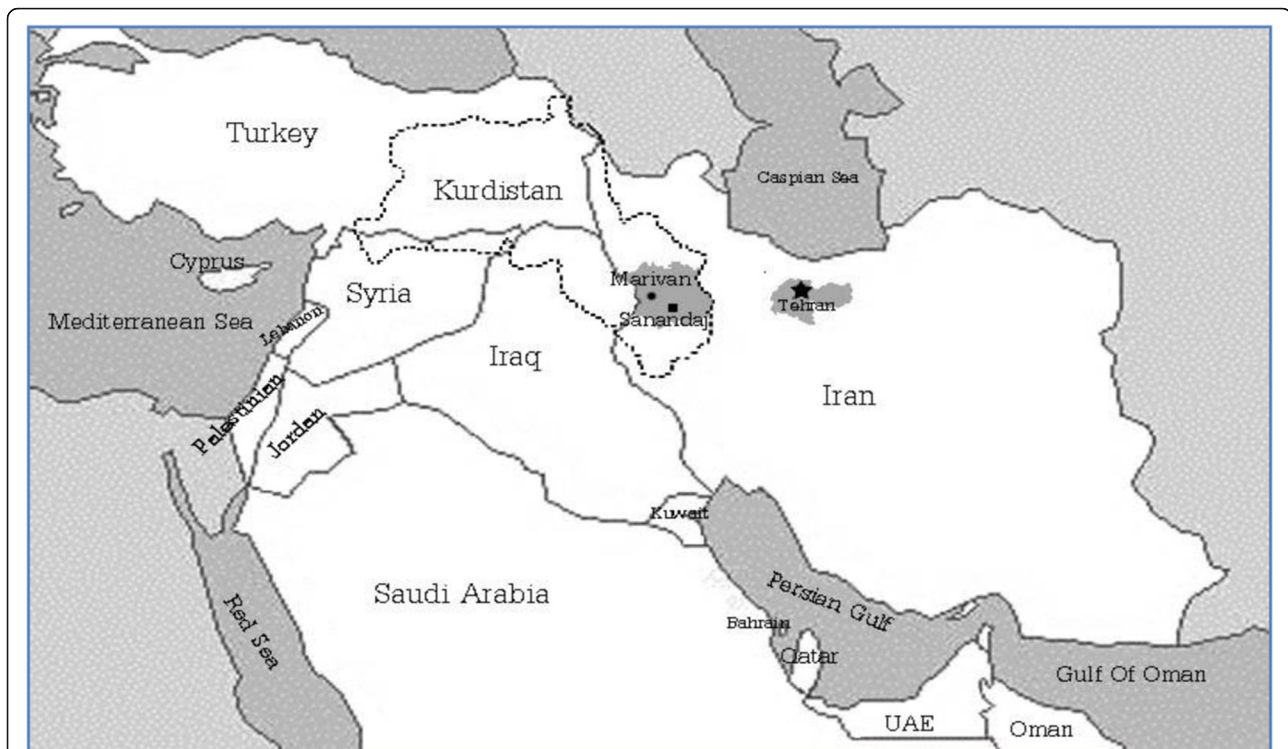 Turkey
Caspian Sea
Kurdistan
Cyprus
Marivan
Syria
Tehran
Mediterranean Sea
Lebanon
Sanandaj
Iraq
Iran
Palestinian
Jordan
Kuwait
Saudi Arabia
Persian Gulf
Red Sea
Bahrain
Qatar
Gulf Of Oman
UAE
Oman